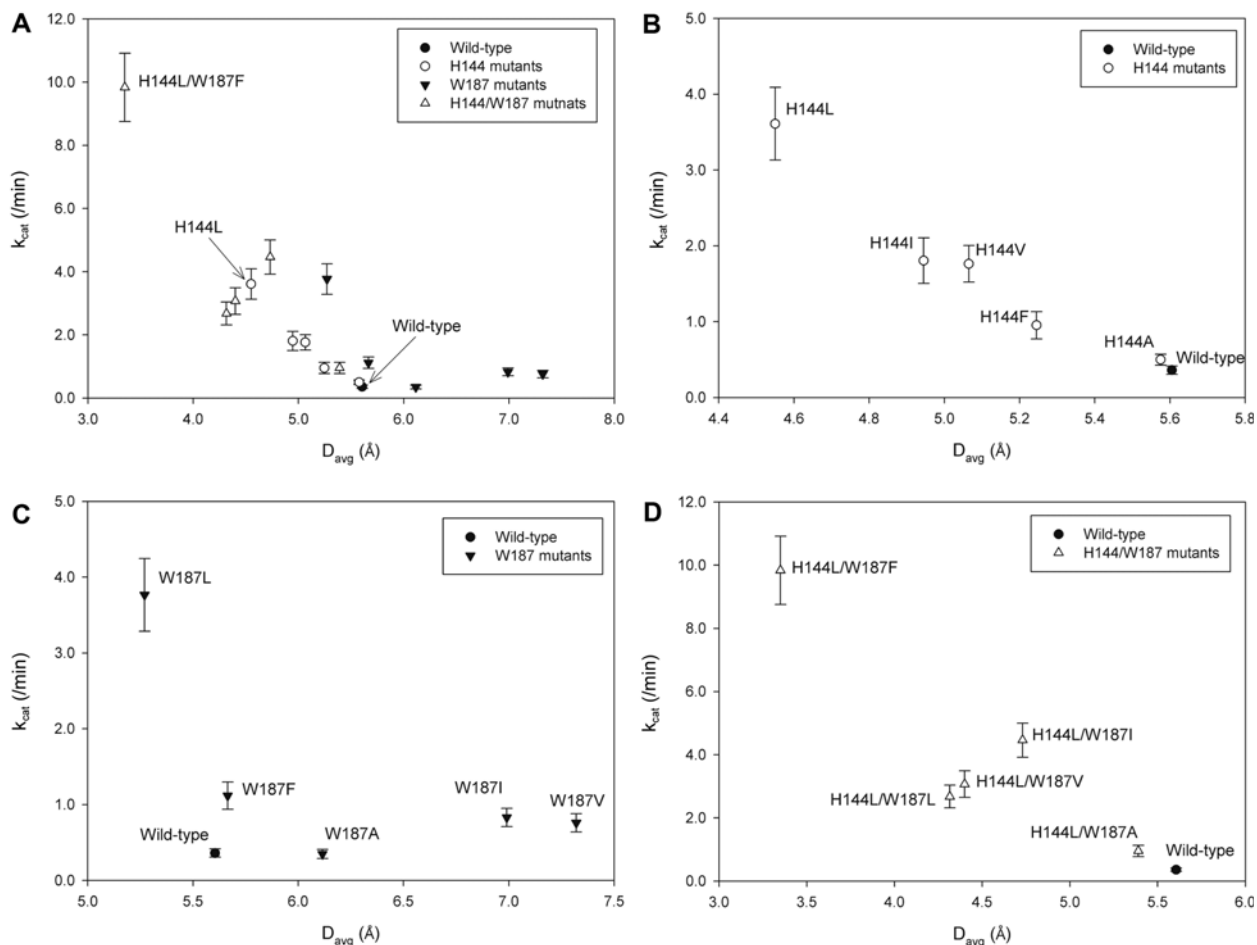 A
12.0
10.0
8.0
6.0
4.0
2.0
0.0
kcat (/min)
3.0 4.0 5.0 6.0 7.0 8.0
Davg (Å)
Wild-type
H144 mutants
W187 mutants
H144/W187 mutnats
H144L/W187F
H144L
Wild-type
B
5.0
4.0
3.0
2.0
1.0
0.0
kcat (/min)
4.4 4.6 4.8 5.0 5.2 5.4 5.6 5.8
Davg (Å)
Wild-type
H144 mutants
H144L
H144I
H144V
H144F
H144A
Wild-type
C
5.0
4.0
3.0
2.0
1.0
0.0
kcat (/min)
5.0 5.5 6.0 6.5 7.0 7.5
Davg (Å)
Wild-type
W187 mutants
W187L
W187F
Wild-type
W187A
W187I
W187V
D
12.0
10.0
8.0
6.0
4.0
2.0
0.0
kcat (/min)
3.0 3.5 4.0 4.5 5.0 5.5 6.0
Davg (Å)
Wild-type
H144/W187 mutants
H144L/W187F
H144L/W187I
H144L/W187V
H144L/W187L
H144L/W187A
Wild-type